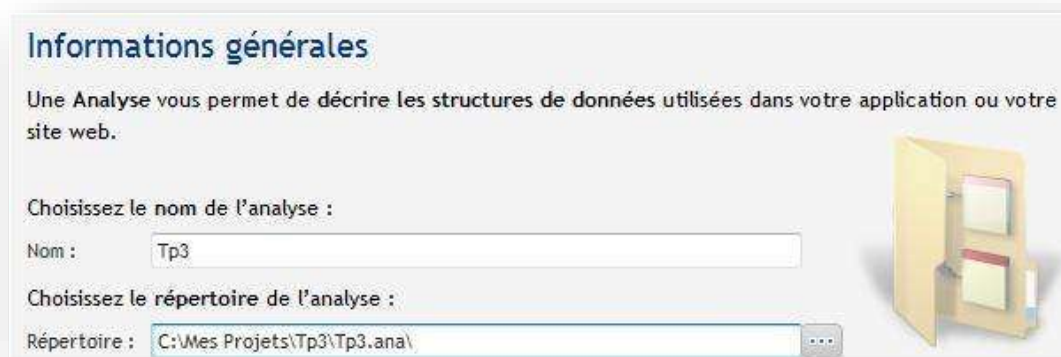 Informations générales
Une Analyse vous permet de décrire les structures de données utilisées dans votre application ou votre
site web.
Choisissez le nom de l'analyse :
Nom : Tp3
Choisissez le répertoire de l'analyse :
Répertoire : C:\Mes Projets\Tp3\Tp3.ana\ ...